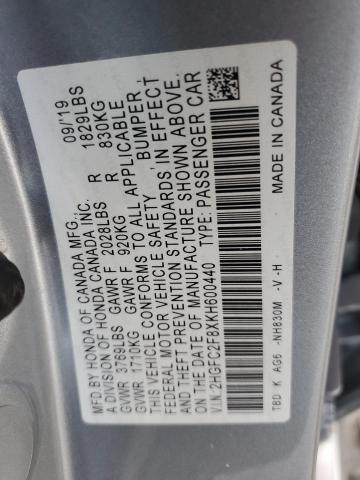 MFD.BY HONDA OF CANADA MFG., 09/'19
A DIVISION OF HONDA CANADA INC.
GVWR 3769LBS GAWR F 2028LBS R 1829LBS
GVWR 1710KG GAWR F 920KG R 830KG
THIS VEHICLE CONFORMS TO ALL APPLICABLE
FEDERAL MOTOR VEHICLE SAFETY, BUMPER,
AND THEFT PREVENTION STANDARDS IN EFFECT
ON THE DATE OF MANUFACTURE SHOWN ABOVE.
V.I.N.2HGFC2F8XKH600440 TYPE: PASSENGER CAR
TBD K AG6 -NH830M -V -H MADE IN CANADA